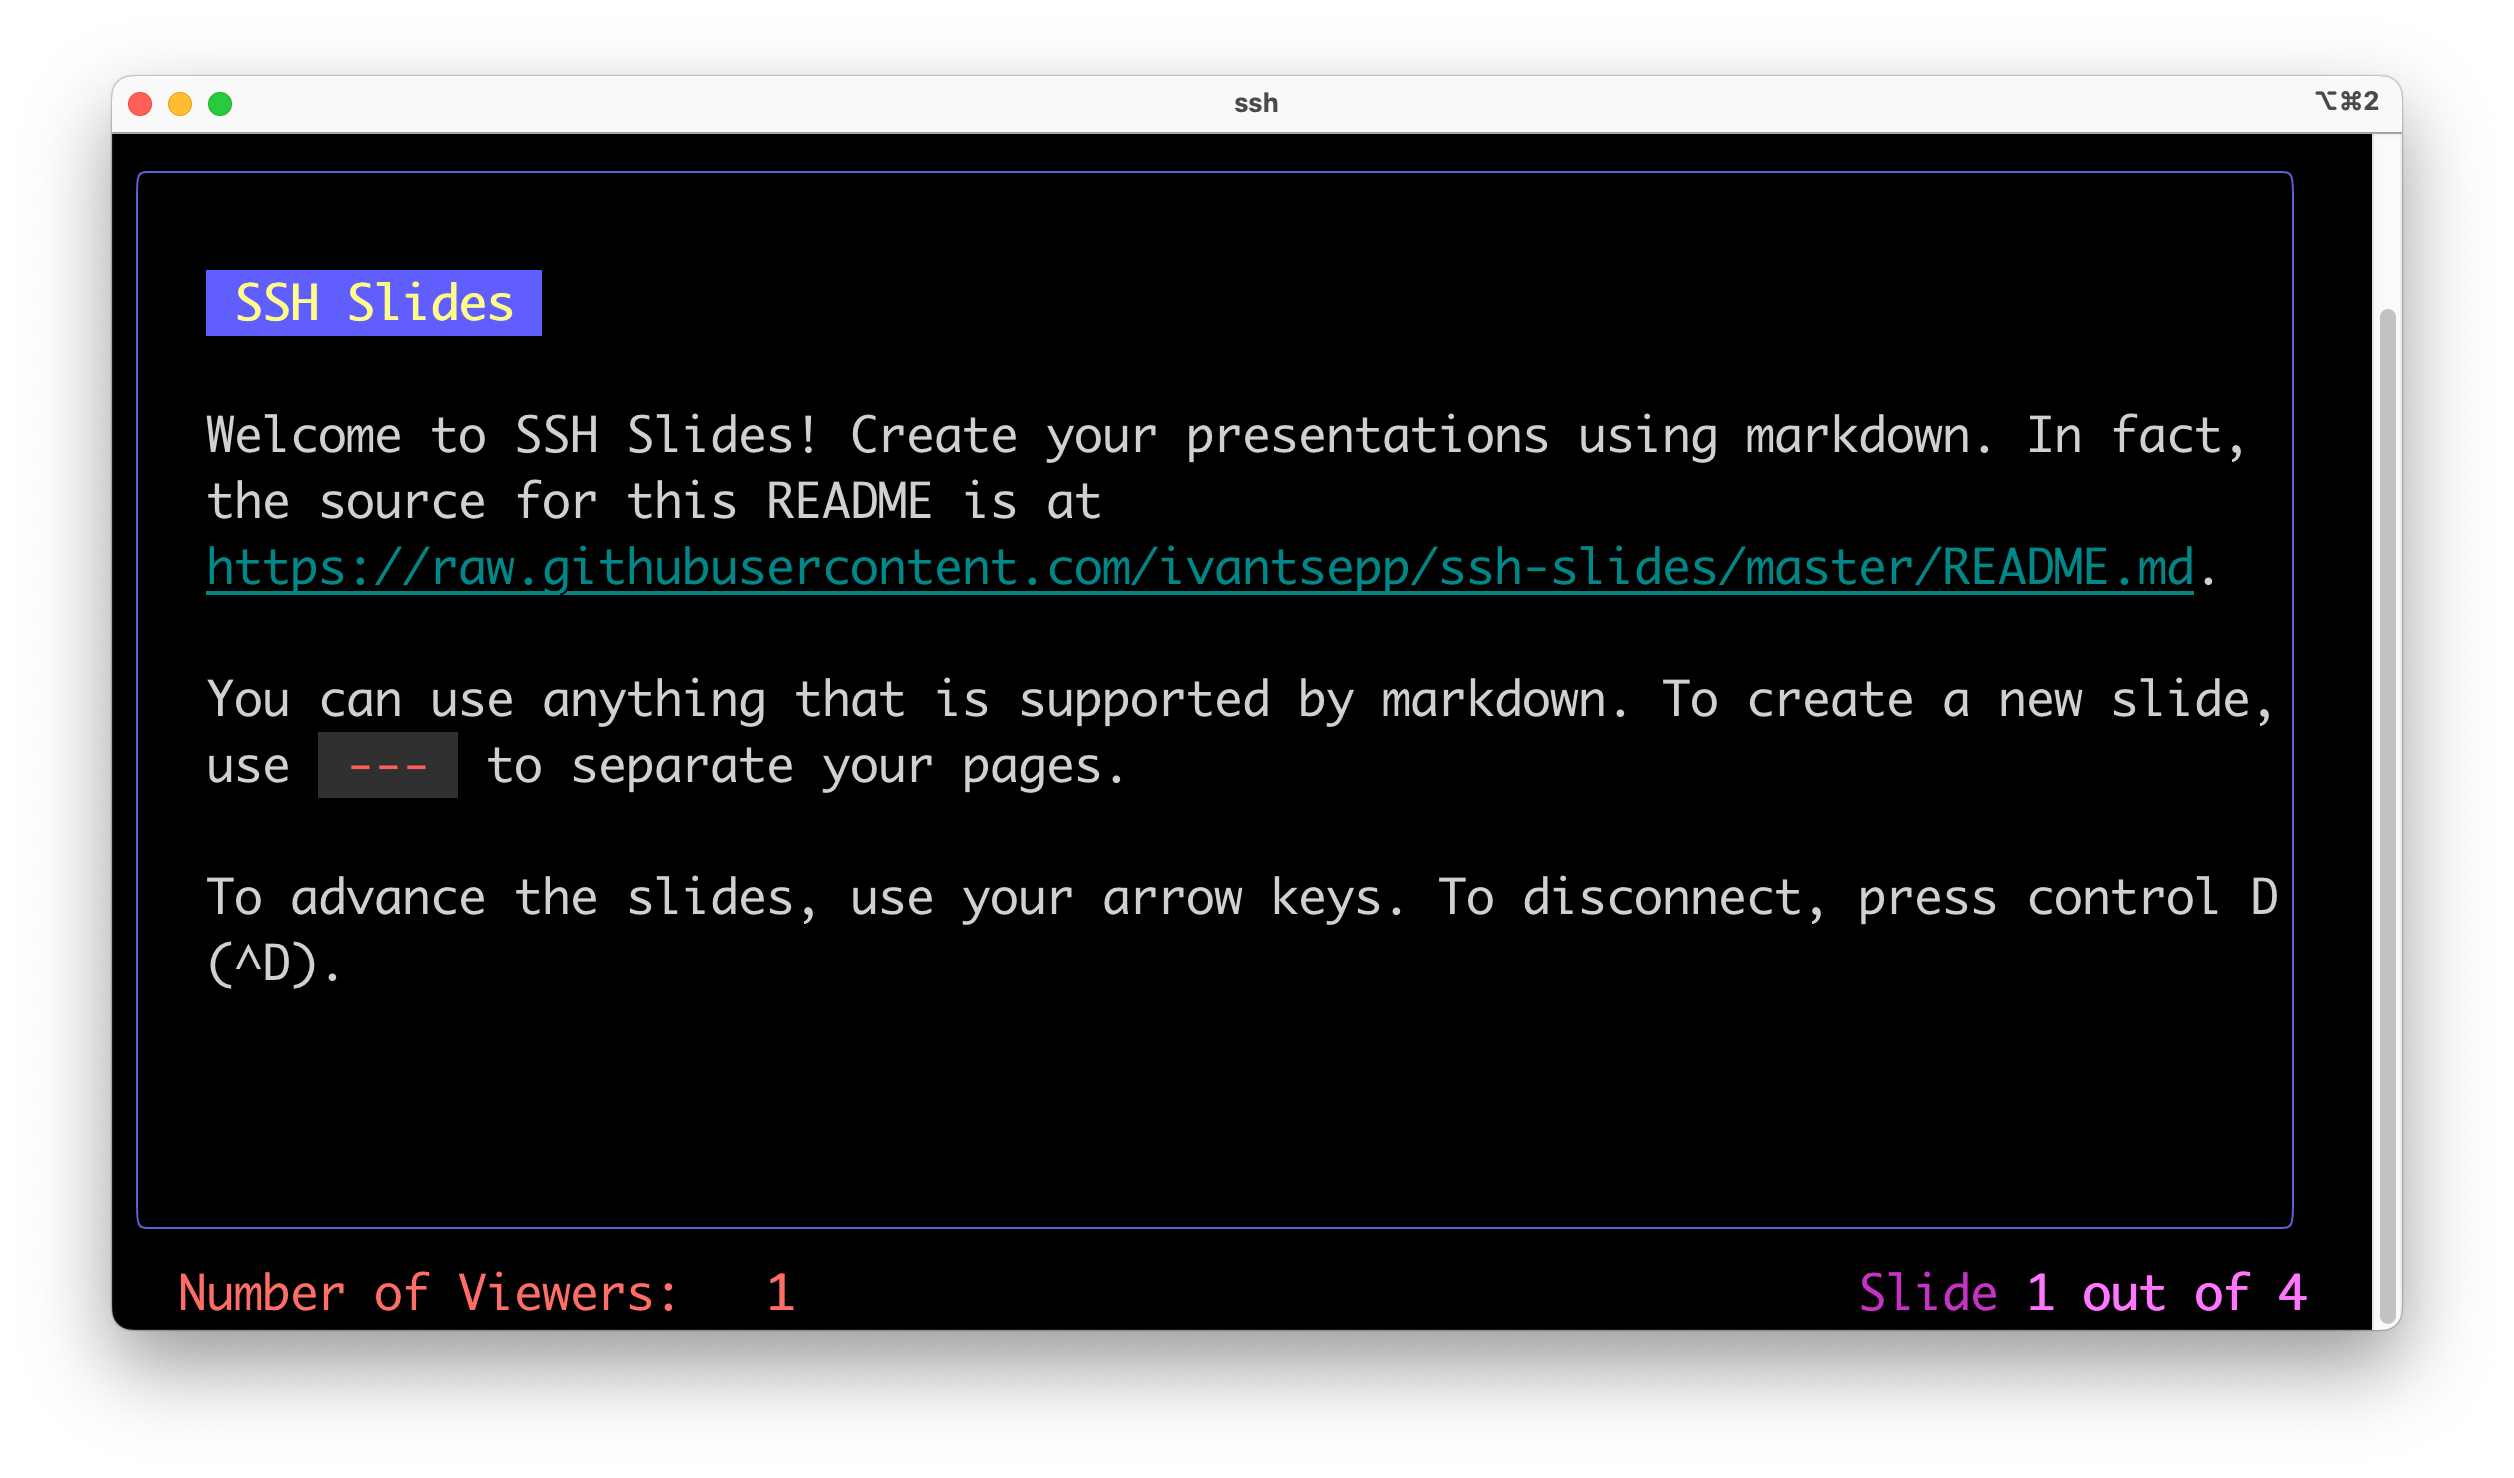 ssh
⌥⌘2
SSH Slides
Welcome to SSH Slides! Create your presentations using markdown. In fact,
the source for this README is at
https://raw.githubusercontent.com/ivantsepp/ssh-slides/master/README.md.
You can use anything that is supported by markdown. To create a new slide,
use --- to separate your pages.
To advance the slides, use your arrow keys. To disconnect, press control D
(^D).
Number of Viewers: 1
Slide 1 out of 4